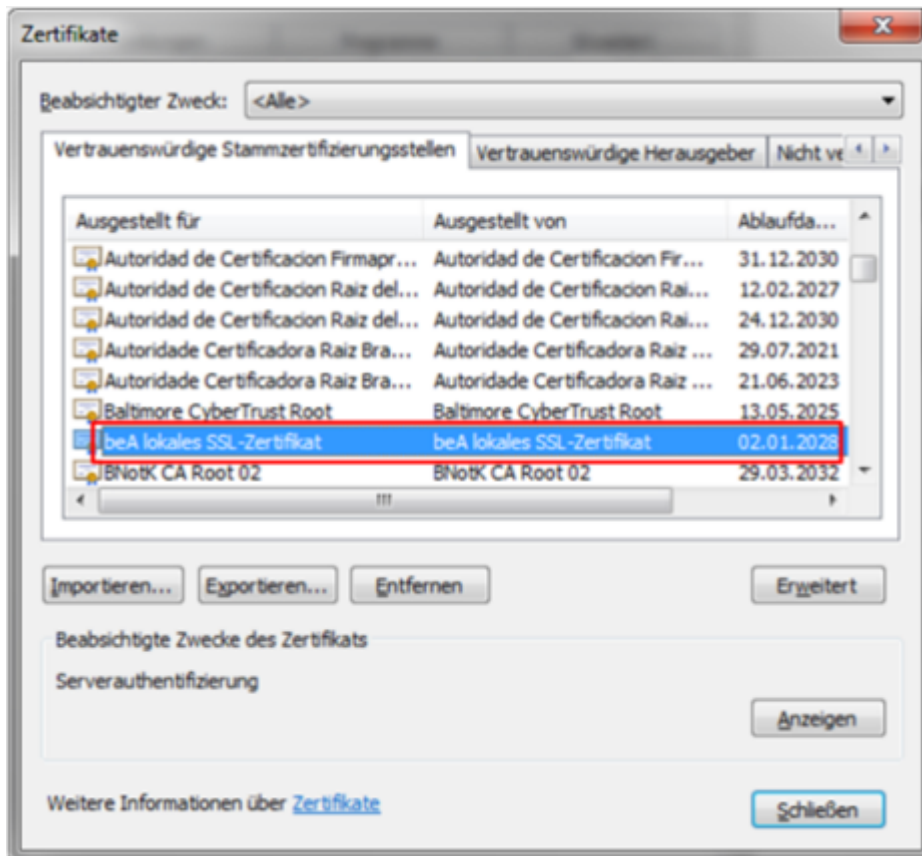 Zertifikate
Beabsichtigter Zweck: <Alle>
Vertrauenswürdige Stammzertifizierungsstellen Vertrauenswürdige Herausgeber Nicht ve
Ausgestellt für Ausgestellt von Ablaufda...
Autoridad de Certificacion Firmapr... Autoridad de Certificacion Fir... 31.12.2030
Autoridad de Certificacion Raiz del... Autoridad de Certificacion Rai... 12.02.2027
Autoridad de Certificacion Raiz del... Autoridad de Certificacion Rai... 24.12.2030
Autoridade Certificadora Raiz Bra... Autoridade Certificadora Raiz ... 29.07.2021
Autoridade Certificadora Raiz Bra... Autoridade Certificadora Raiz ... 21.06.2023
Baltimore CyberTrust Root Baltimore CyberTrust Root 13.05.2025
beA lokales SSL-Zertifikat beA lokales SSL-Zertifikat 02.01.2028
BNotK CA Root 02 BNotK CA Root 02 29.03.2032
Importieren... Exportieren... Entfernen Erweitert
Beabsichtigte Zwecke des Zertifikats
Serverauthentifizierung
Anzeigen
Weitere Informationen über Zertifikate
Schließen